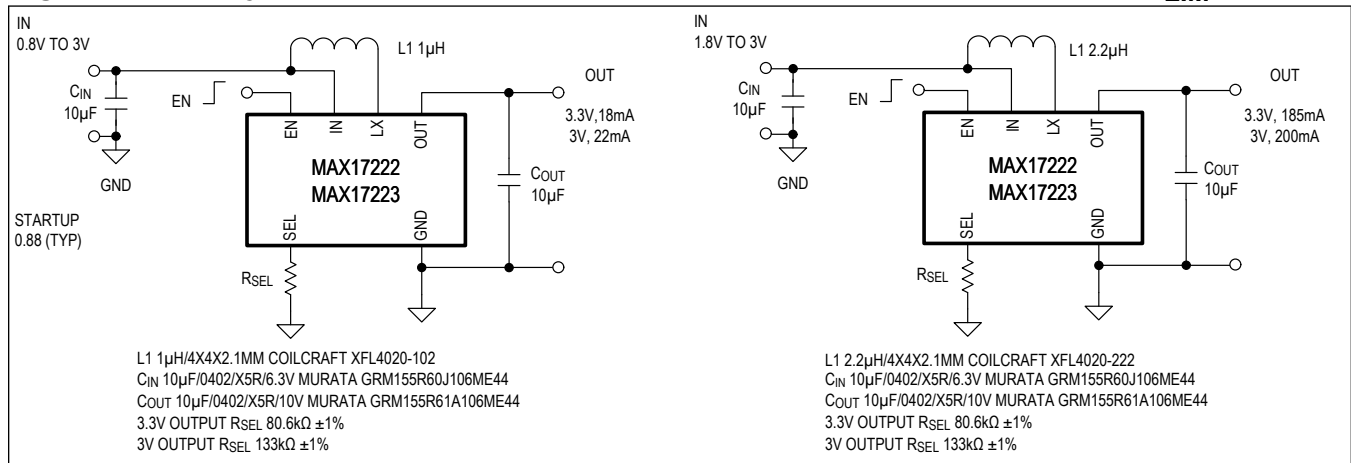 IN
0.8V TO 3V
L1 1µH
OUT
CIN
10µF
EN
3.3V,18mA
3V, 22mA
EN
IN
LX
OUT
MAX17222
MAX17223
COUT
10µF
GND
STARTUP
0.88 (TYP)
SEL
GND
RSEL
L1 1µH/4X4X2.1MM COILCRAFT XFL4020-102
CIN 10µF/0402/X5R/6.3V MURATA GRM155R60J106ME44
COUT 10µF/0402/X5R/10V MURATA GRM155R61A106ME44
3.3V OUTPUT RSEL 80.6kΩ ±1%
3V OUTPUT RSEL 133kΩ ±1%
IN
1.8V TO 3V
L1 2.2µH
OUT
CIN
10µF
EN
3.3V, 185mA
3V, 200mA
EN
IN
LX
OUT
MAX17222
MAX17223
COUT
10µF
GND
SEL
GND
RSEL
L1 2.2µH/4X4X2.1MM COILCRAFT XFL4020-222
CIN 10µF/0402/X5R/6.3V MURATA GRM155R60J106ME44
COUT 10µF/0402/X5R/10V MURATA GRM155R61A106ME44
3.3V OUTPUT RSEL 80.6kΩ ±1%
3V OUTPUT RSEL 133kΩ ±1%